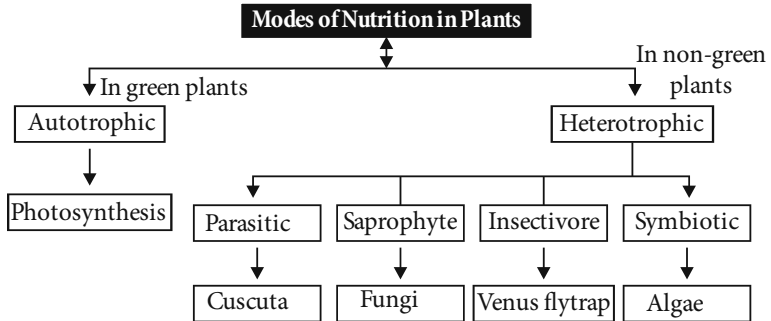 Modes of Nutrition in Plants
In green plants
In non-green
plants
Autotrophic
Heterotrophic
Photosynthesis
Parasitic
Saprophyte
Insectivore
Symbiotic
Cuscuta
Fungi
Venus flytrap
Algae